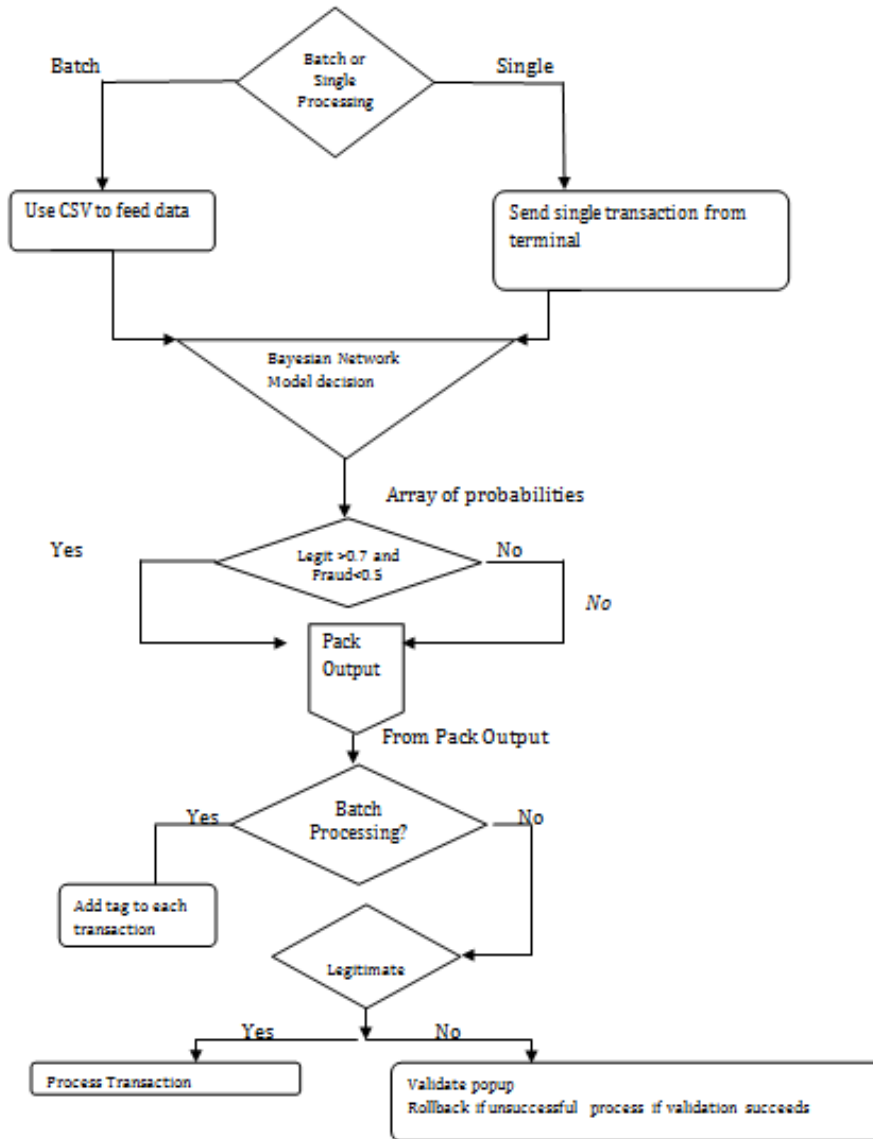 Batch
Batch or
Single
Processing
Single
Use CSV to feed data
Send single transaction from
terminal
Bayesian Network
Model decision
Array of probabilities
Yes
Legit >0.7 and
Fraud<0.5
No
No
Pack
Output
From Pack Output
Yes
Batch
Processing?
No
Add tag to each
transaction
Legitimate
Yes
No
Process Transaction
Validate popup
Rollback if unsuccessful process if validation succeeds